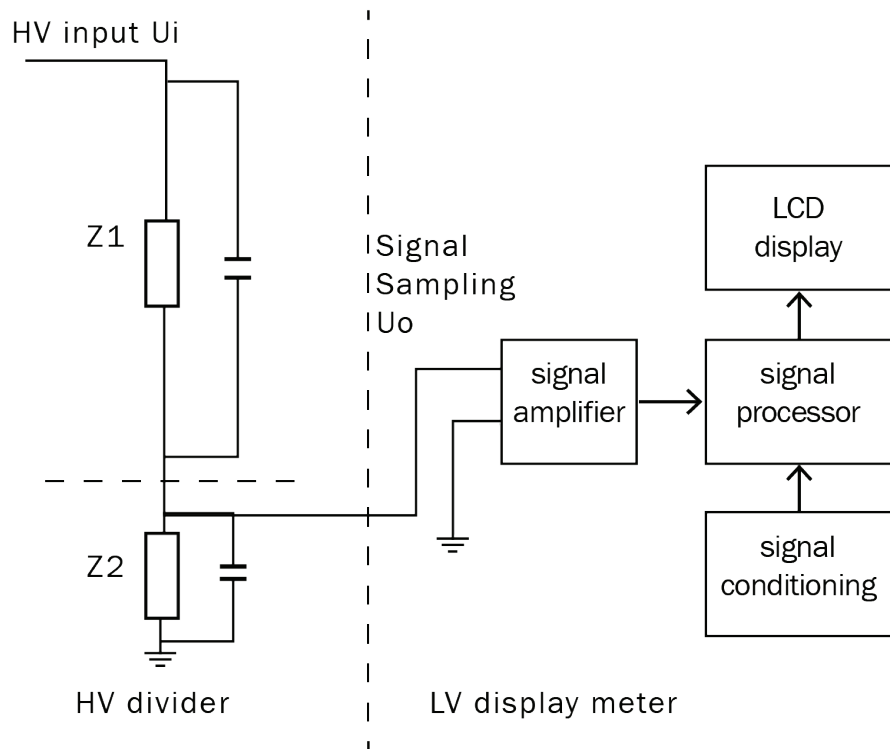 HV input Ui
Z1
Z2
HV divider
Signal
Sampling
Uo
signal
amplifier
LCD
display
signal
processor
signal
conditioning
LV display meter